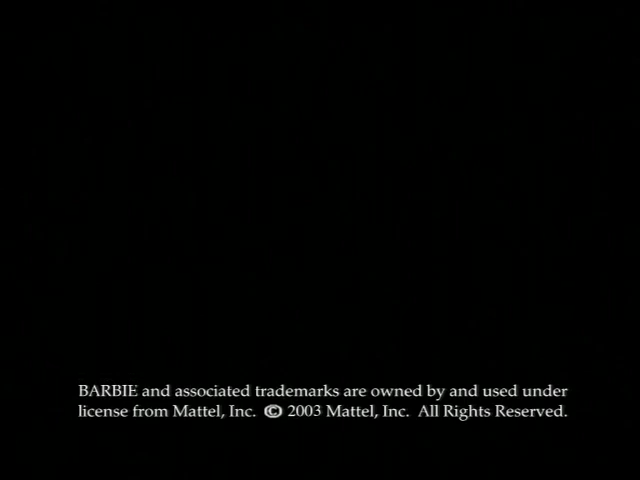 BARBIE and associated trademarks are owned by and used under
license from Mattel, Inc. © 2003 Mattel, Inc. All Rights Reserved.